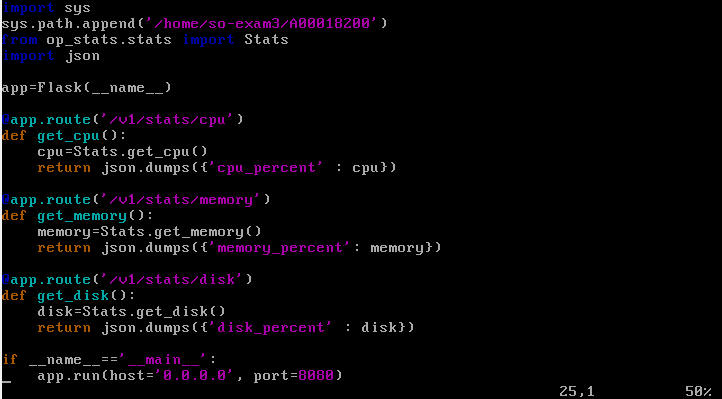 import sys
sys.path.append('/home/so-exam3/A00018200')
from op_stats.stats import Stats
import json

app=Flask(__name__)

@app.route('/v1/stats/cpu')
def get_cpu():
    cpu=Stats.get_cpu()
    return json.dumps({'cpu_percent' : cpu})

@app.route('/v1/stats/memory')
def get_memory():
    memory=Stats.get_memory()
    return json.dumps({'memory_percent': memory})

@app.route('/v1/stats/disk')
def get_disk():
    disk=Stats.get_disk()
    return json.dumps({'disk_percent' : disk})

if __name__=='__main__':
    app.run(host='0.0.0.0', port=8080)
25,1 50%